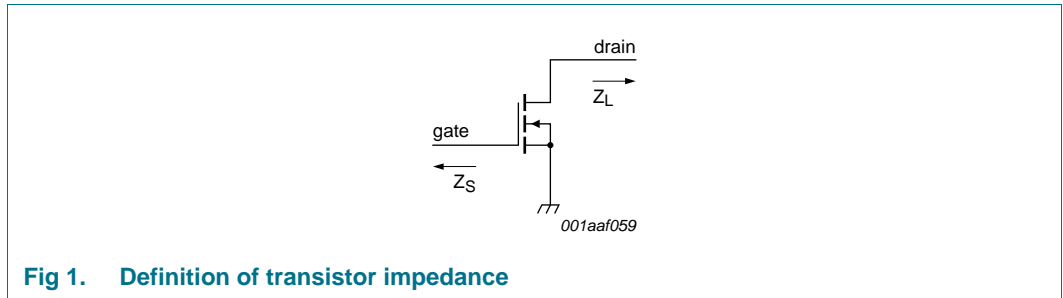 drain
Z_L
gate
Z_S
001aaf059
Fig 1. Definition of transistor impedance